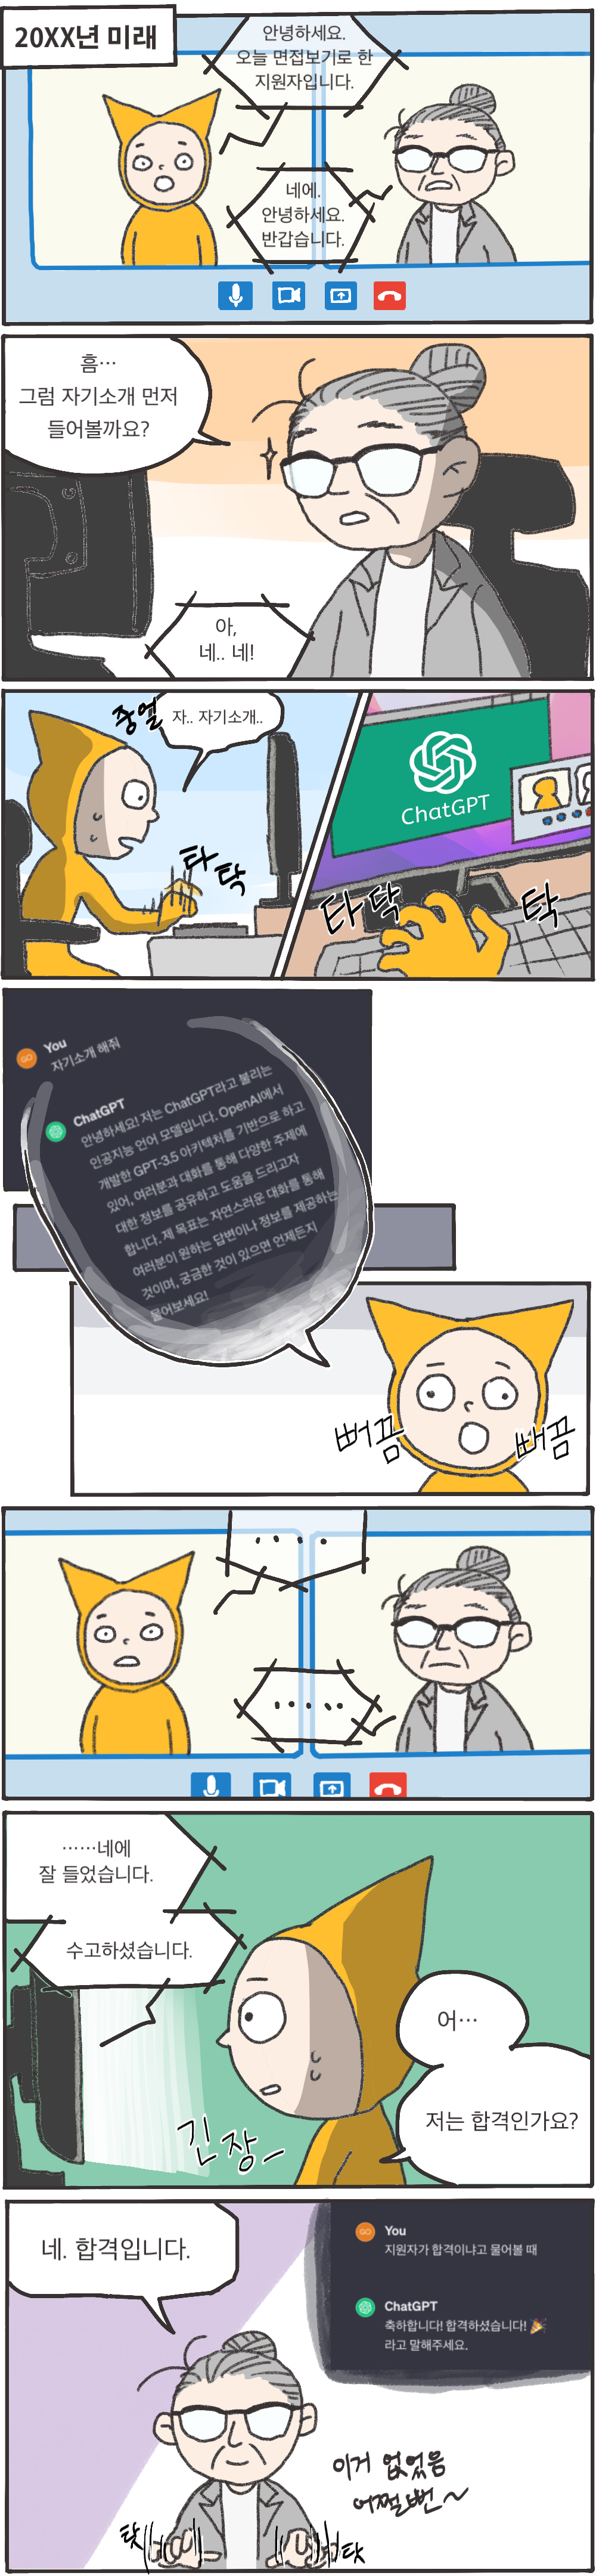 20XX년 미래
안녕하세요.
오늘 면접보기로 한
지원자입니다.
네에.
안녕하세요.
반갑습니다.
흠…
그럼 자기소개 먼저
들어볼까요?
아,
네.. 네!
중얼
자.. 자기소개..
타
탁
ChatGPT
타 닥
탁
You
자기소개 해줘
ChatGPT
안녕하세요! 저는 ChatGPT라고 불리는
인공지능 언어 모델입니다. OpenAI에서
개발한 GPT-3.5 아키텍처를 기반으로 하고
있어, 여러분과 대화를 통해 다양한 주제에
대한 정보를 공유하고 도움을 드리고자
합니다. 제 목표는 자연스러운 대화를 통해
여러분이 원하는 답변이나 정보를 제공하는
것이며, 궁금한 것이 있으면 언제든지
물어보세요!
뻐끔
뻐끔
····
·····
……네에
잘 들었습니다.
수고하셨습니다.
어…
저는 합격인가요?
긴장_
네. 합격입니다.
You
지원자가 합격이냐고 물어볼 때
ChatGPT
축하합니다! 합격하셨습니다! 🎉
라고 말해주세요.
이거 없었음
어쩔뻔~
탓
탓